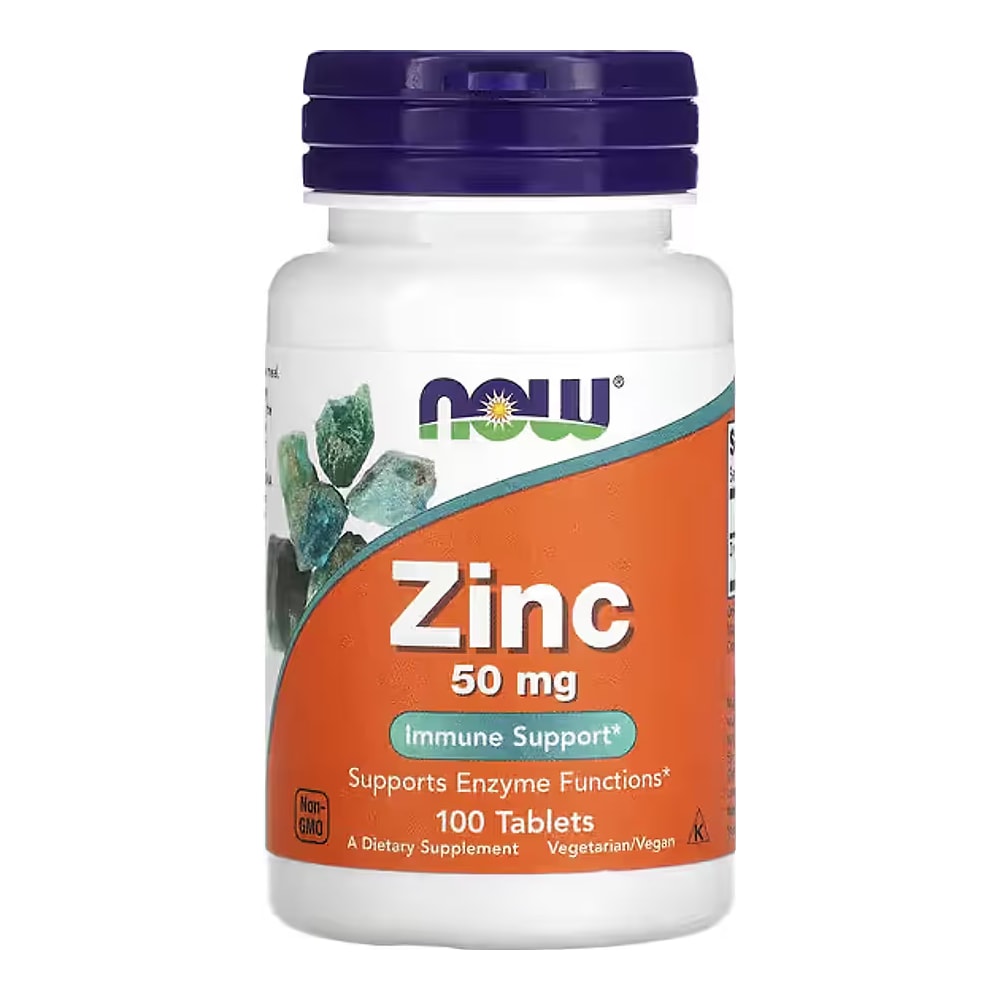 now®
Zinc
50 mg
Immune Support*
Supports Enzyme Functions*
Non-
GMO
100 Tablets
K
A Dietary Supplement
Vegetarian/Vegan